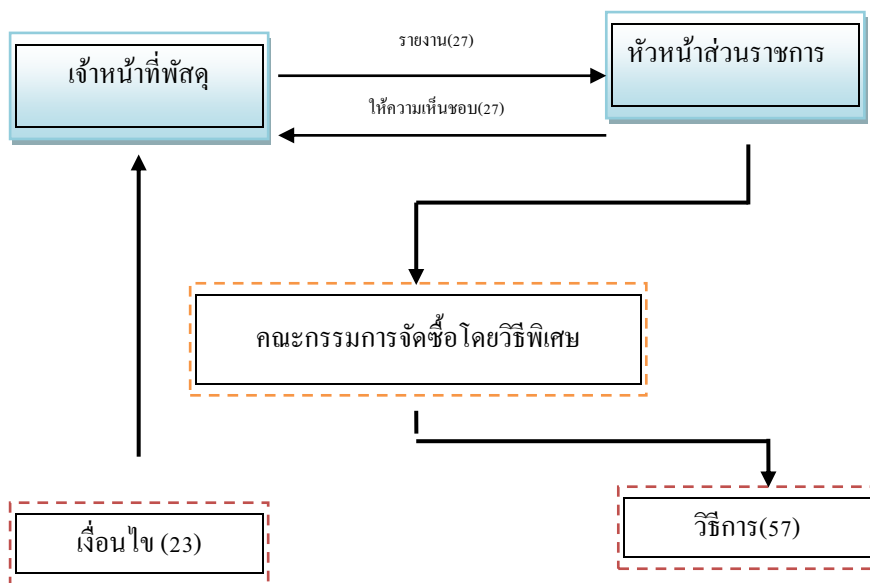 รายงาน(27)
หัวหน้าส่วนราชการ
เจ้าหน้าที่พัสดุ
ให้ความเห็นชอบ(27)
คณะกรรมการจัดซื้อโดยวิธีพิเศษ
วิธีการ(57)
เงื่อนไข (23)